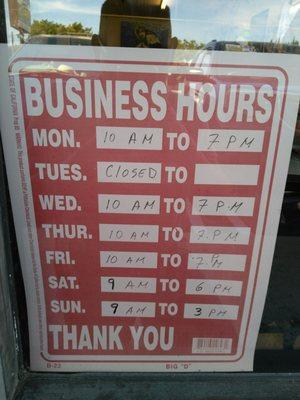 BUSINESS HOURS
MON. 10 AM TO 7 PM
TUES. CLOSED TO
WED. 10 AM TO 7 P.M
THUR. 10 AM TO 7.P.M
FRI. 10 AM TO 7 PM
SAT. 9 AM TO 6 PM
SUN. 9 AM TO 3 PM
THANK YOU
B-23 BIG "D"